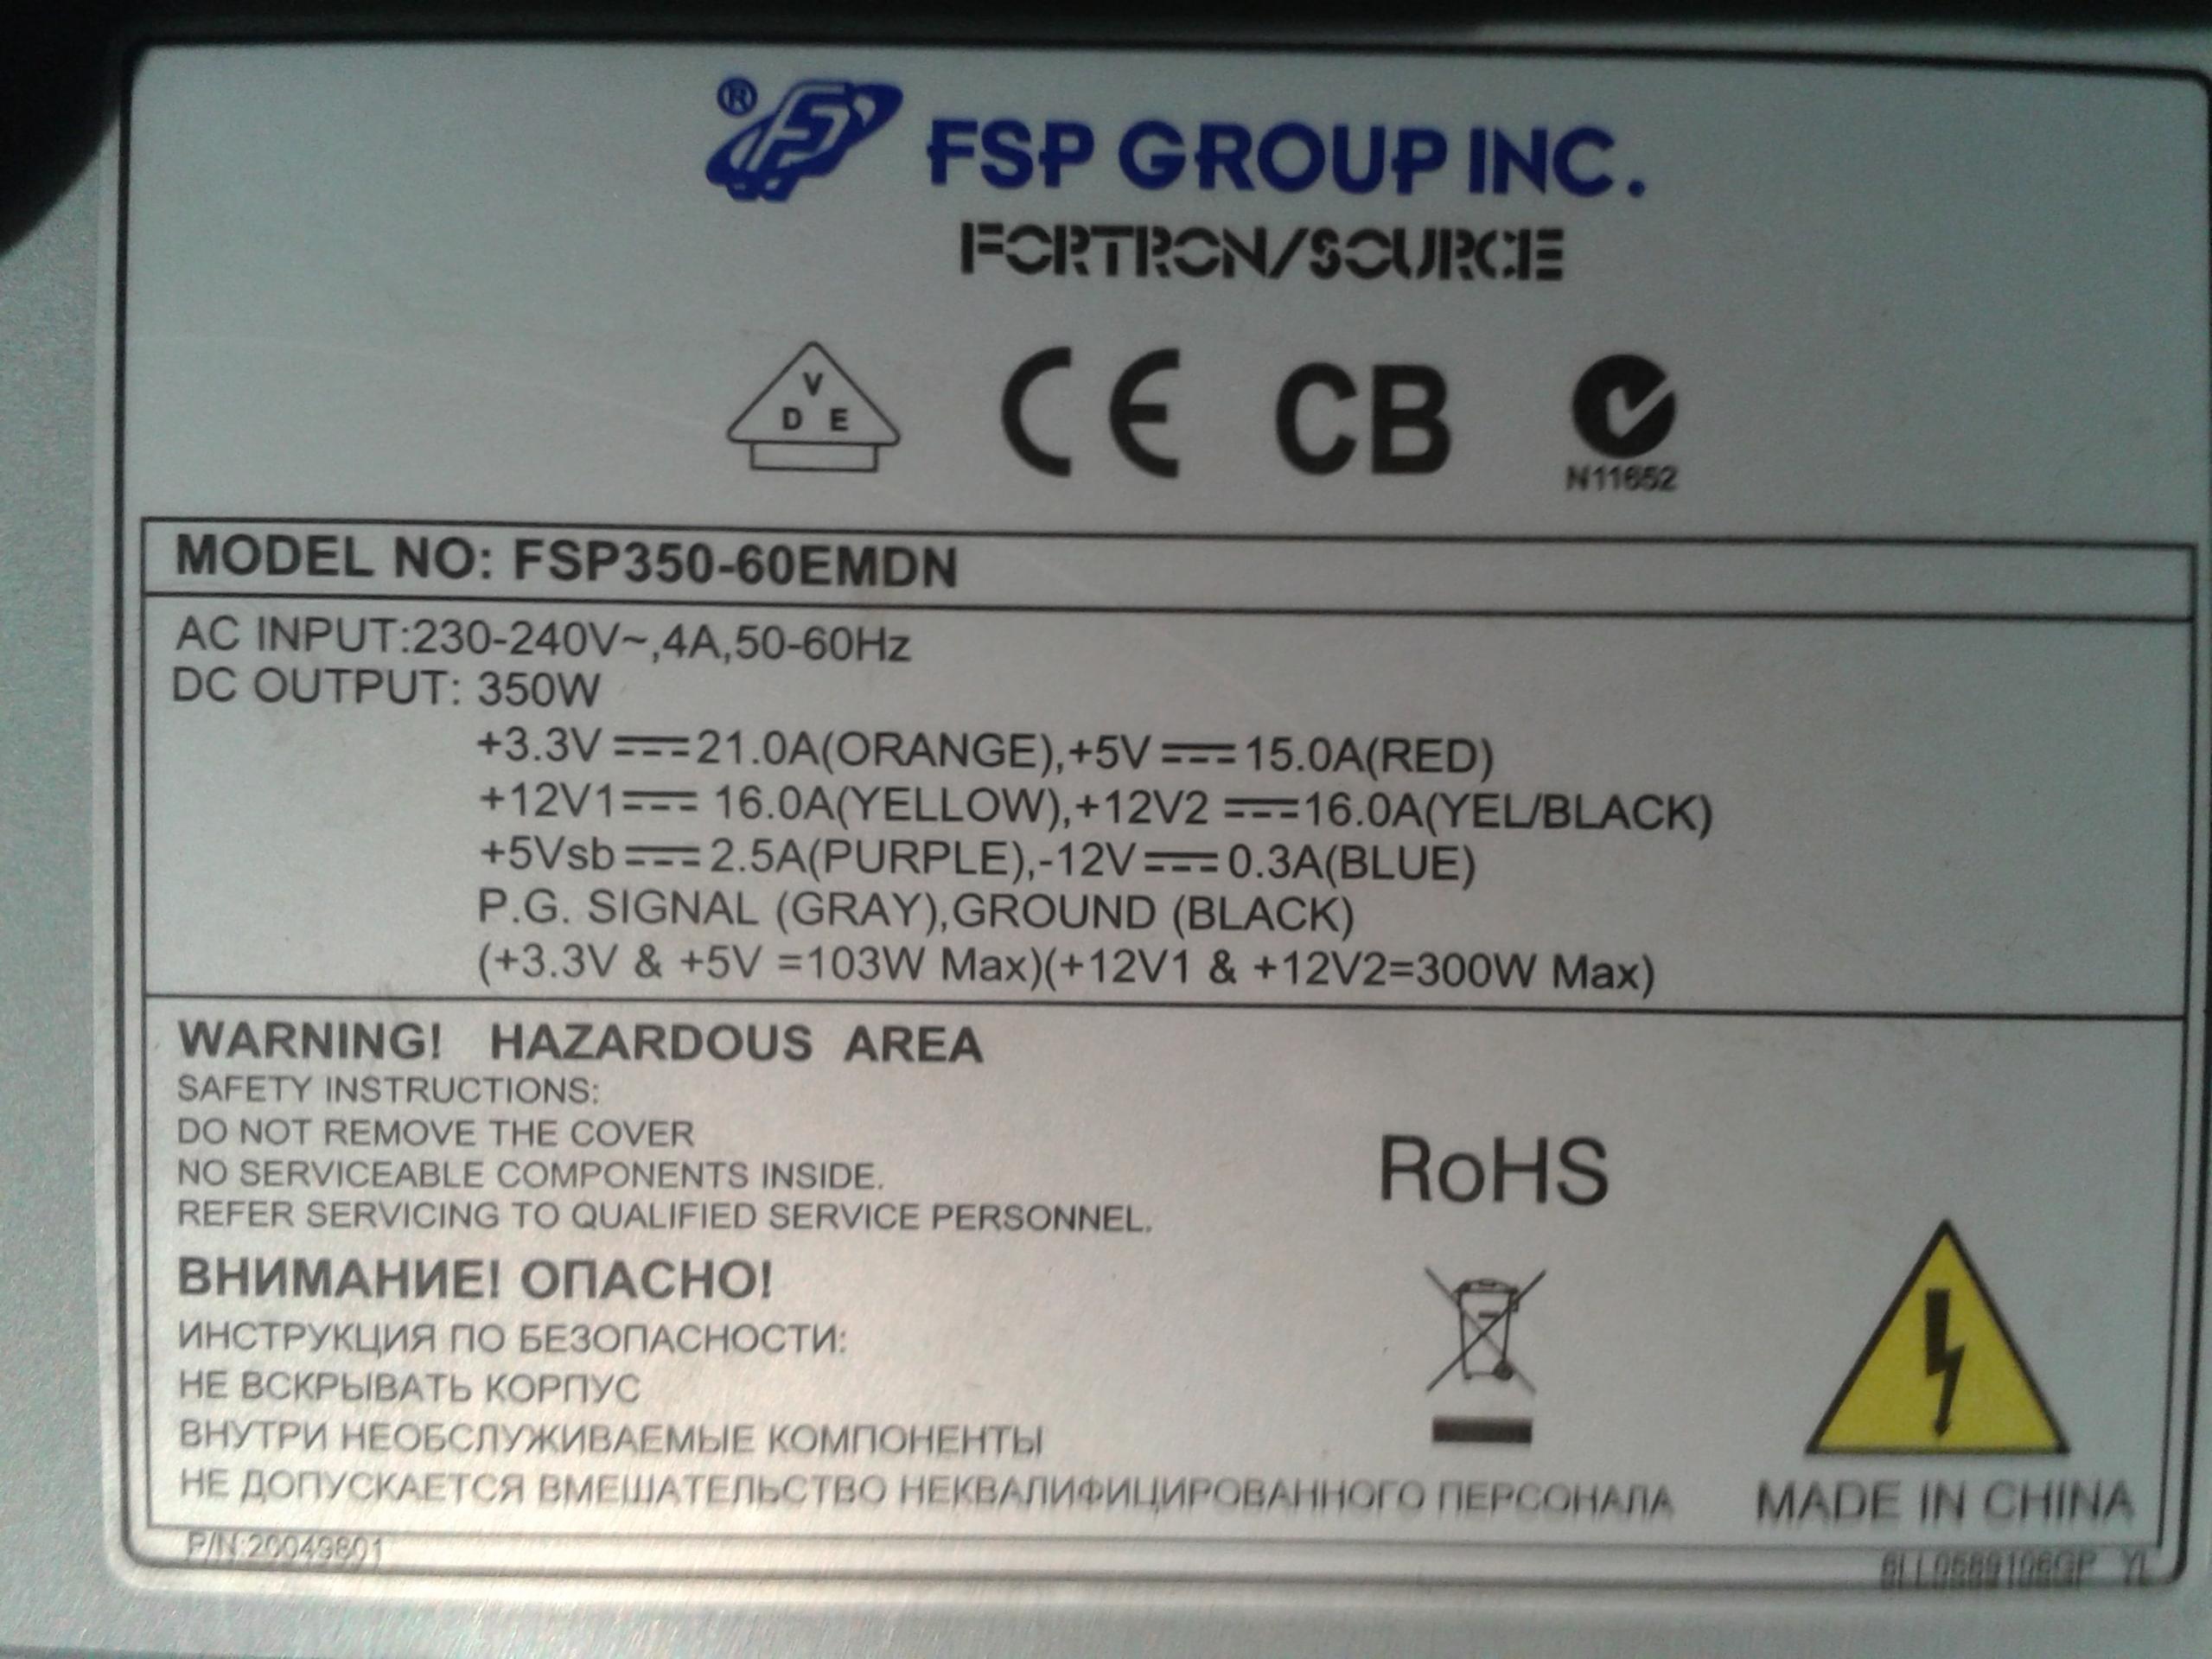 ®
FSP GROUP INC.
FORTRON/SOURCE
V
D E
CE CB
N11652
MODEL NO: FSP350-60EMDN
AC INPUT:230-240V~,4A,50-60Hz
DC OUTPUT: 350W
+3.3V ⎓ 21.0A(ORANGE),+5V ⎓ 15.0A(RED)
+12V1 ⎓ 16.0A(YELLOW),+12V2 ⎓ 16.0A(YEL/BLACK)
+5Vsb ⎓ 2.5A(PURPLE),-12V ⎓ 0.3A(BLUE)
P.G. SIGNAL (GRAY),GROUND (BLACK)
(+3.3V & +5V =103W Max)(+12V1 & +12V2=300W Max)
WARNING! HAZARDOUS AREA
SAFETY INSTRUCTIONS:
DO NOT REMOVE THE COVER
NO SERVICEABLE COMPONENTS INSIDE.
REFER SERVICING TO QUALIFIED SERVICE PERSONNEL.
RoHS
ВНИМАНИЕ! ОПАСНО!
ИНСТРУКЦИЯ ПО БЕЗОПАСНОСТИ:
НЕ ВСКРЫВАТЬ КОРПУС
ВНУТРИ НЕОБСЛУЖИВАЕМЫЕ КОМПОНЕНТЫ
НЕ ДОПУСКАЕТСЯ ВМЕШАТЕЛЬСТВО НЕКВАЛИФИЦИРОВАННОГО ПЕРСОНАЛА
MADE IN CHINA
P/N:20049801
YL